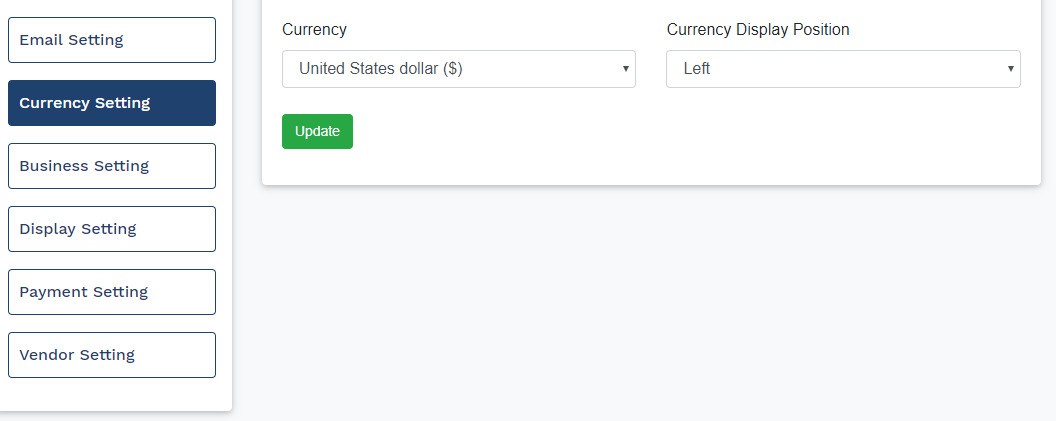 Email Setting
Currency Setting
Business Setting
Display Setting
Payment Setting
Vendor Setting
Currency
United States dollar ($)
Currency Display Position
Left
Update